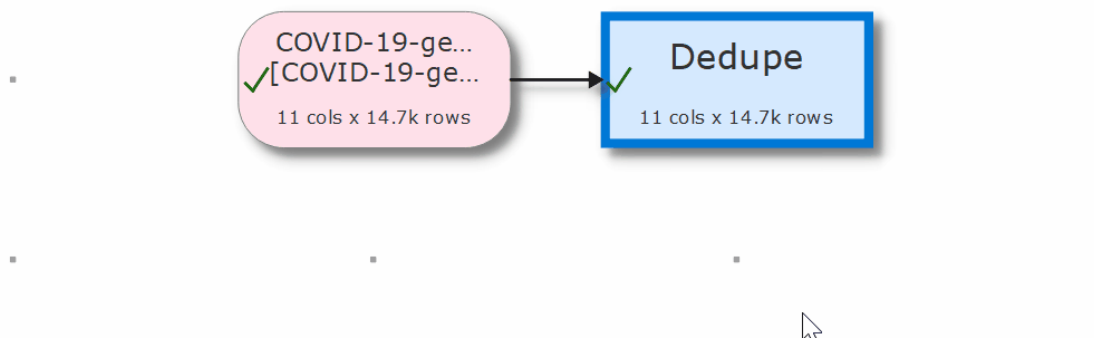 COVID-19-ge...
[COVID-19-ge...
11 cols x 14.7k rows
Dedupe
11 cols x 14.7k rows